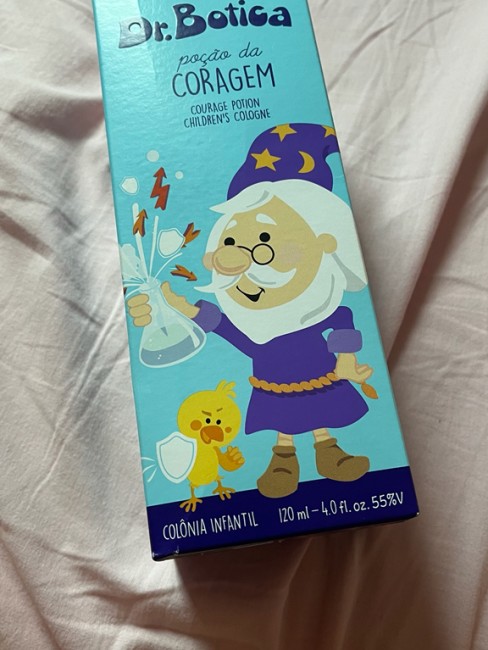 Dr. Botica
poção da
CORAGEM
COURAGE POTION
CHILDREN'S COLOGNE
COLÔNIA INFANTIL 120 ml – 4.0 fl. oz. 55%V